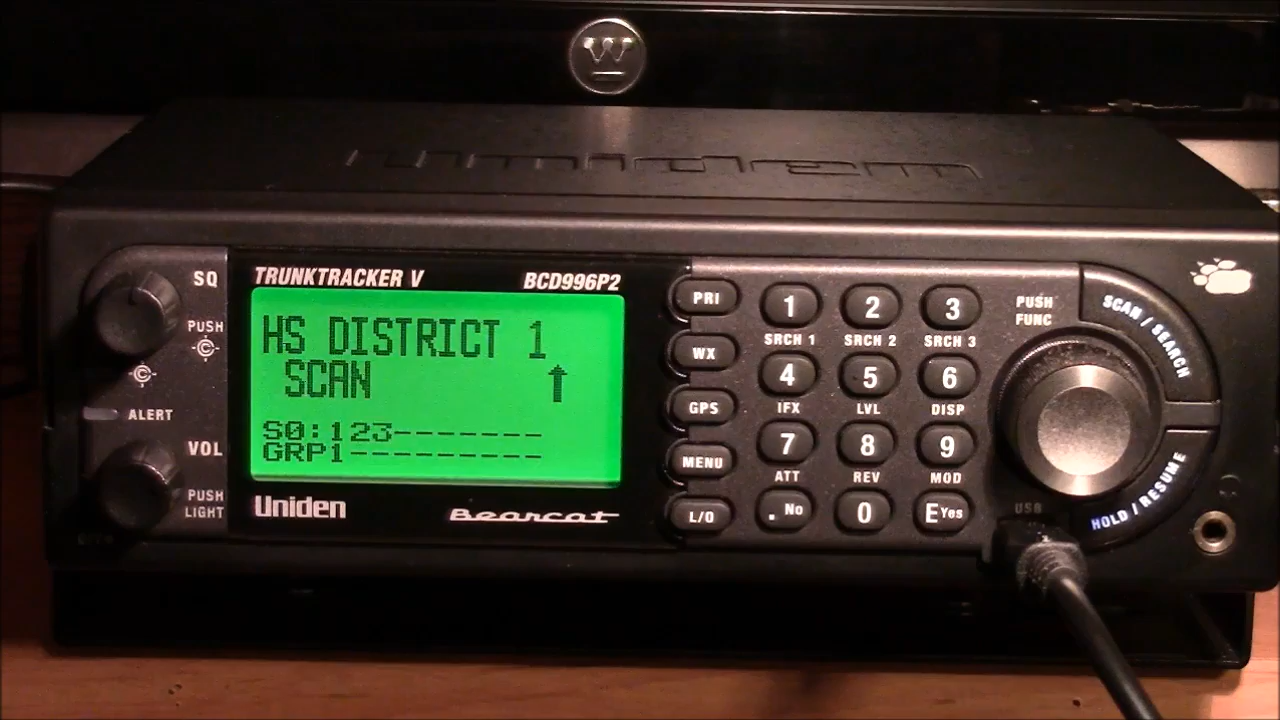 W
uniden
SQ
PUSH
C
C
ALERT
VOL
PUSH
LIGHT
TRUNKTRACKER V
BCD996P2
HS DISTRICT 1
SCAN
S0:123-------
GRP1---------
Uniden
Bearcat
PRI
WX
GPS
MENU
L/O
1
2
3
SRCH 1
SRCH 2
SRCH 3
4
5
6
IFX
LVL
DISP
7
8
9
ATT
REV
MOD
. No
0
E Yes
PUSH
FUNC
SCAN / SEARCH
HOLD / RESUME
USB